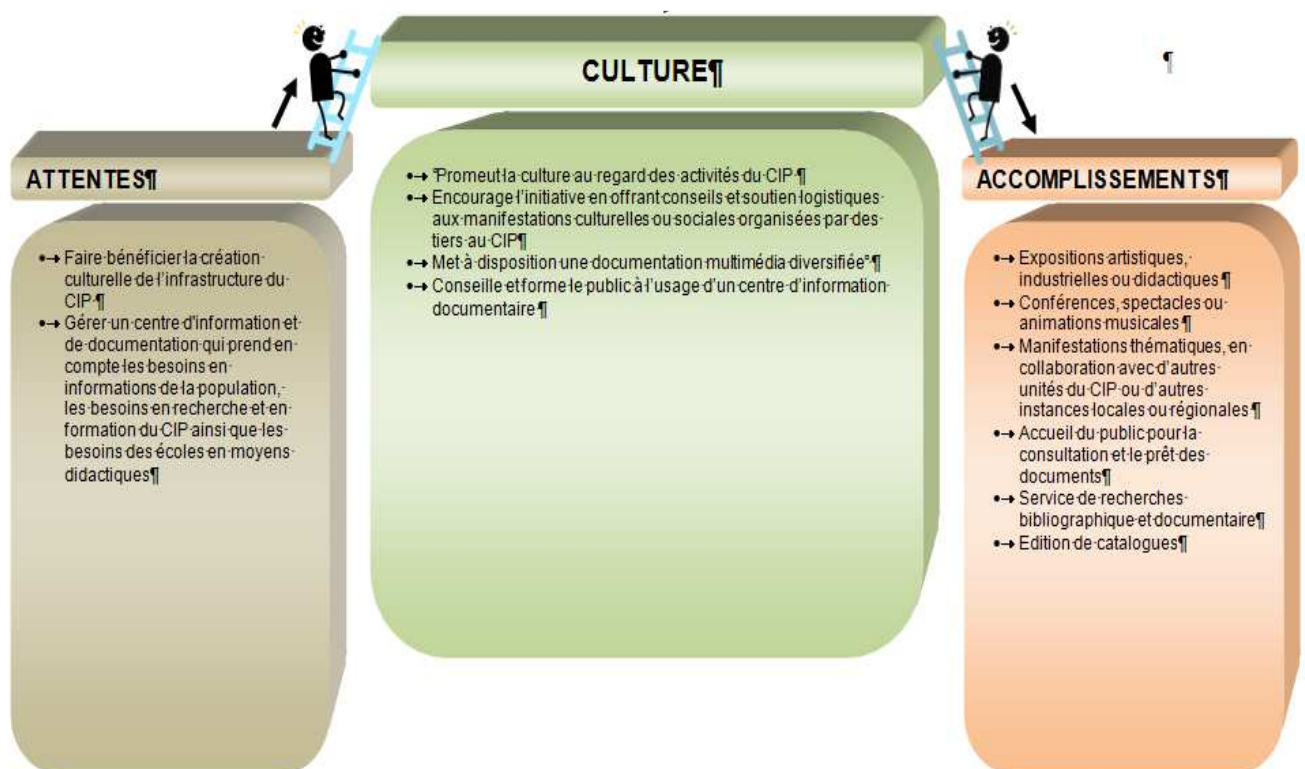 CULTURE¶
¶
ATTENTES¶
•→ Faire bénéficier la création
culturelle de l'infrastructure du
CIP ¶
•→ Gérer un centre d'information et
de documentation qui prend en
compte les besoins en
informations de la population,
les besoins en recherche et en
formation du CIP ainsi que les
besoins des écoles en moyens
didactiques¶
•→ °Promeut la culture au regard des activités du CIP ¶
•→ Encourage l'initiative en offrant conseils et soutien logistiques
aux manifestations culturelles ou sociales organisées par des
tiers au CIP¶
•→ Met à disposition une documentation multimédia diversifiée° ¶
•→ Conseille et forme le public à l'usage d'un centre d'information
documentaire ¶
ACCOMPLISSEMENTS¶
•→ Expositions artistiques,
industrielles ou didactiques ¶
•→ Conférences, spectacles ou
animations musicales ¶
•→ Manifestations thématiques, en
collaboration avec d'autres
unités du CIP ou d'autres
instances locales ou régionales ¶
•→ Accueil du public pour la
consultation et le prêt des
documents¶
•→ Service de recherches
bibliographique et documentaire¶
•→ Edition de catalogues¶